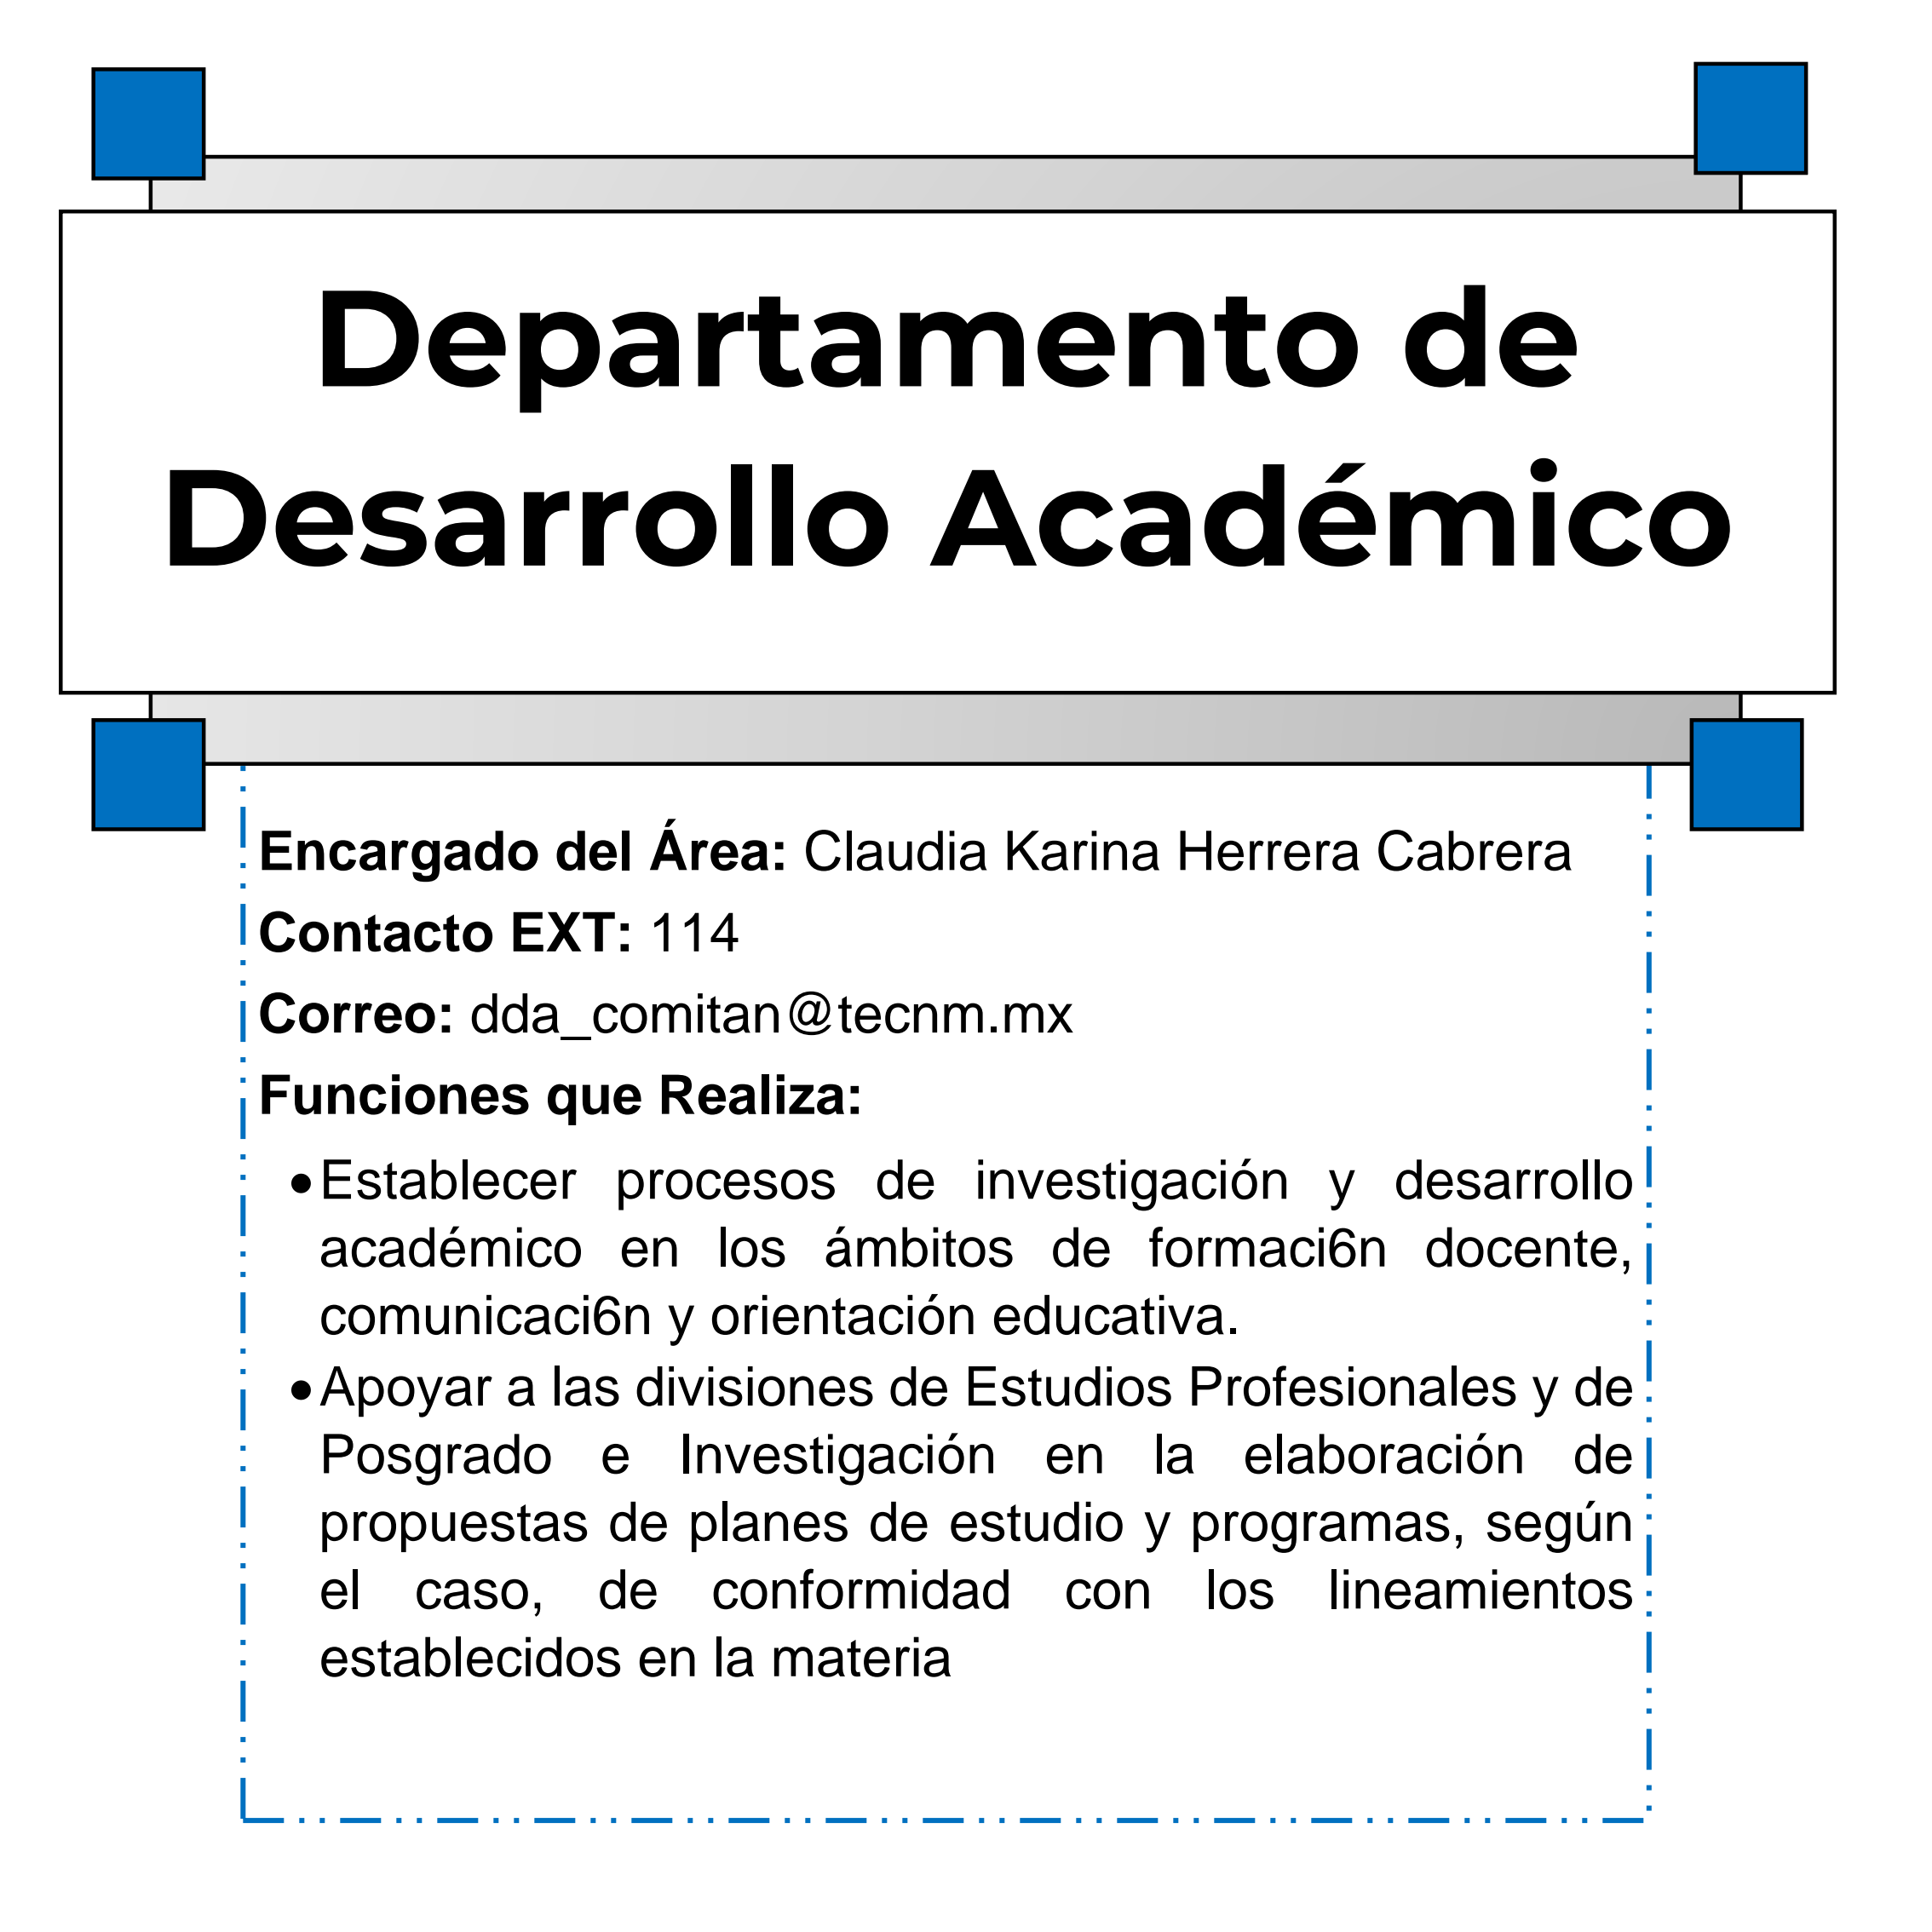 Departamento de
Desarrollo Académico
Encargado del Área: Claudia Karina Herrera Cabrera
Contacto EXT: 114
Correo: dda_comitan@tecnm.mx
Funciones que Realiza:
• Establecer procesos de investigación y desarrollo
académico en los ámbitos de formaci6n docente,
comunicaci6n y orientación educativa.
• Apoyar a las divisiones de Estudios Profesionales y de
Posgrado e Investigación en la elaboración de
propuestas de planes de estudio y programas, según
el caso, de conformidad con los lineamientos
establecidos en la materia